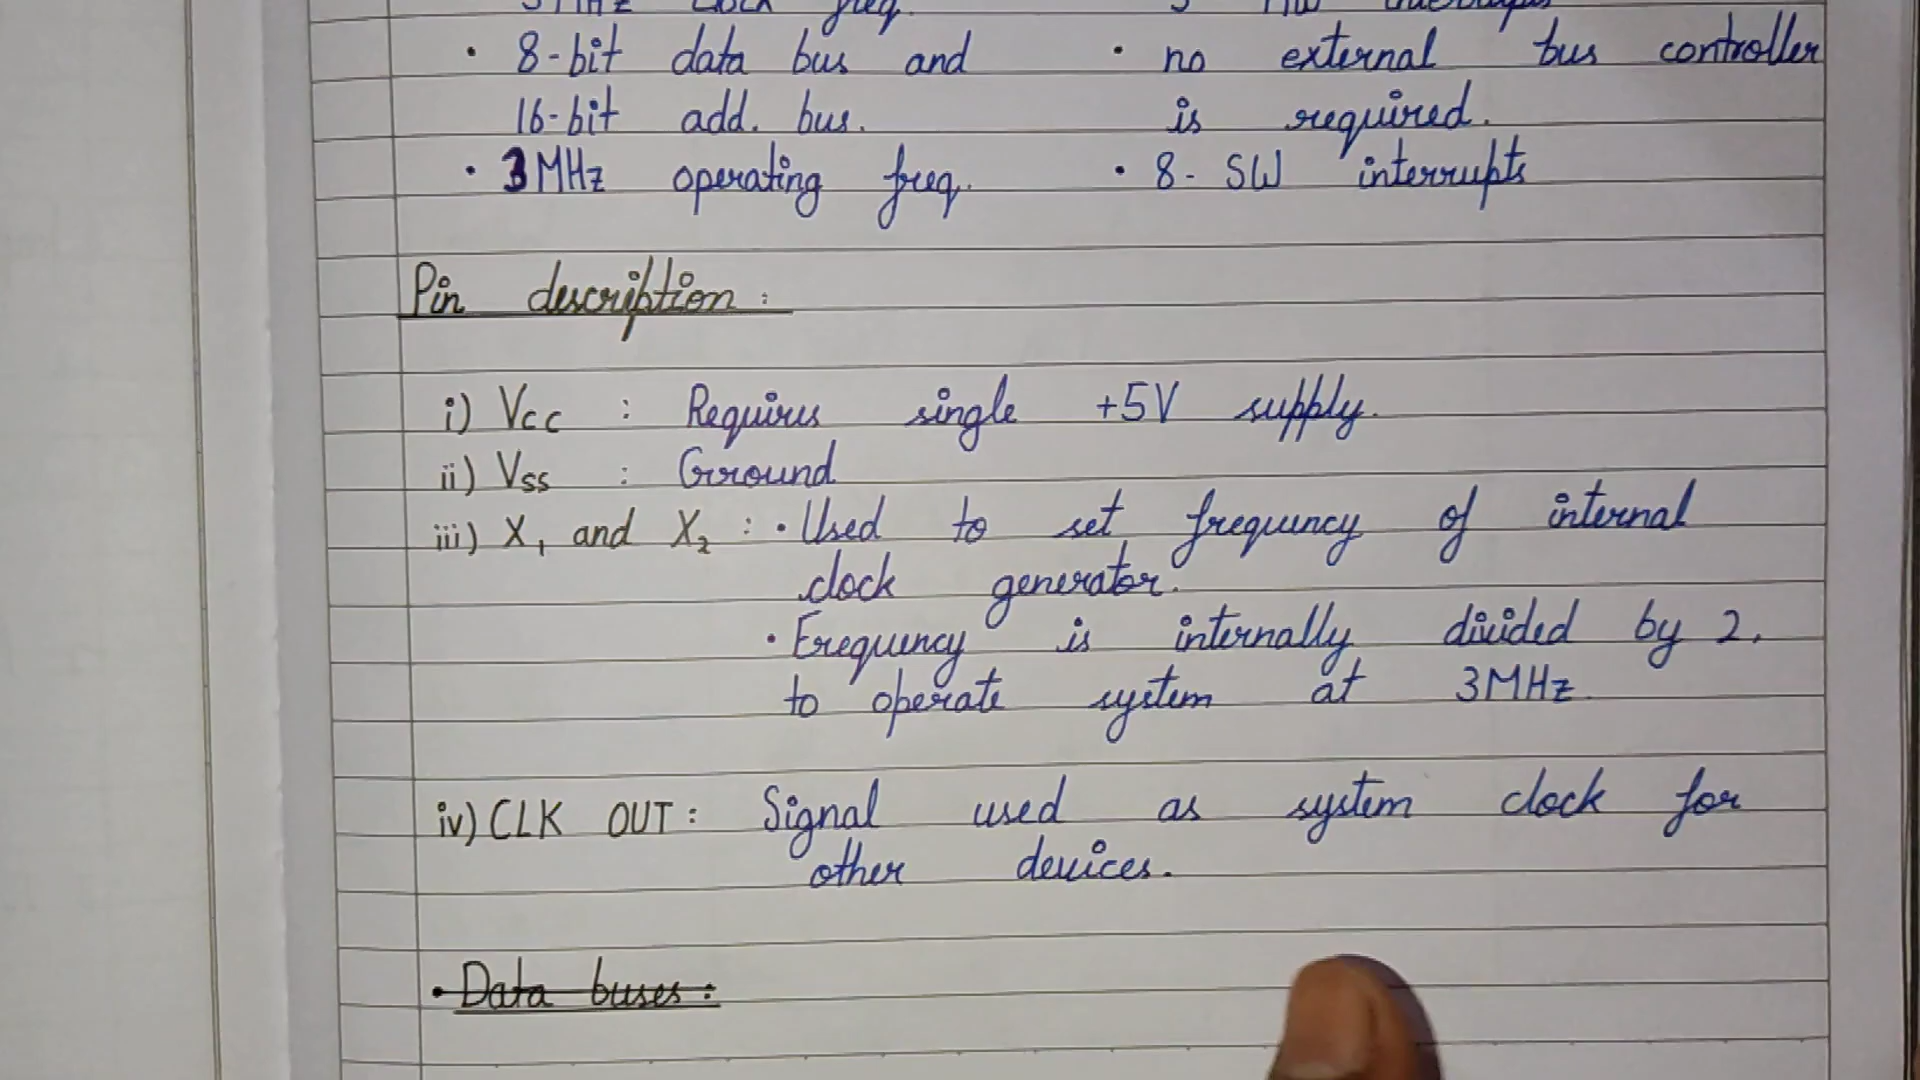 · 8-bit data bus and · no external bus controller
16-bit add. bus. is required.
· 3MHz operating freq. · 8- SW interrupts
Pin description:
i) Vcc : Requires single +5V supply.
ii) Vss : Ground
iii) X₁ and X₂ : · Used to set frequency of internal
clock generator.
· Frequency is internally divided by 2,
to operate system at 3MHz.
iv) CLK OUT: Signal used as system clock for
other devices.
· Data buses: